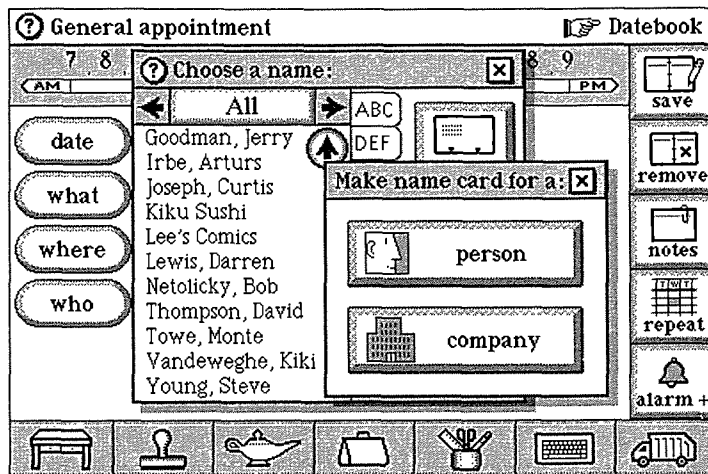 ? General appointment
Datebook
7 8
8 9
AM
PM
? Choose a name:
All
ABC
DEF
Goodman, Jerry
Irbe, Arturs
Joseph, Curtis
Kiku Sushi
Lee's Comics
Lewis, Darren
Netolicky, Bob
Thompson, David
Towe, Monte
Vandeweghe, Kiki
Young, Steve
Make name card for a:
person
company
date
what
where
who
save
remove
notes
T W T
repeat
alarm +